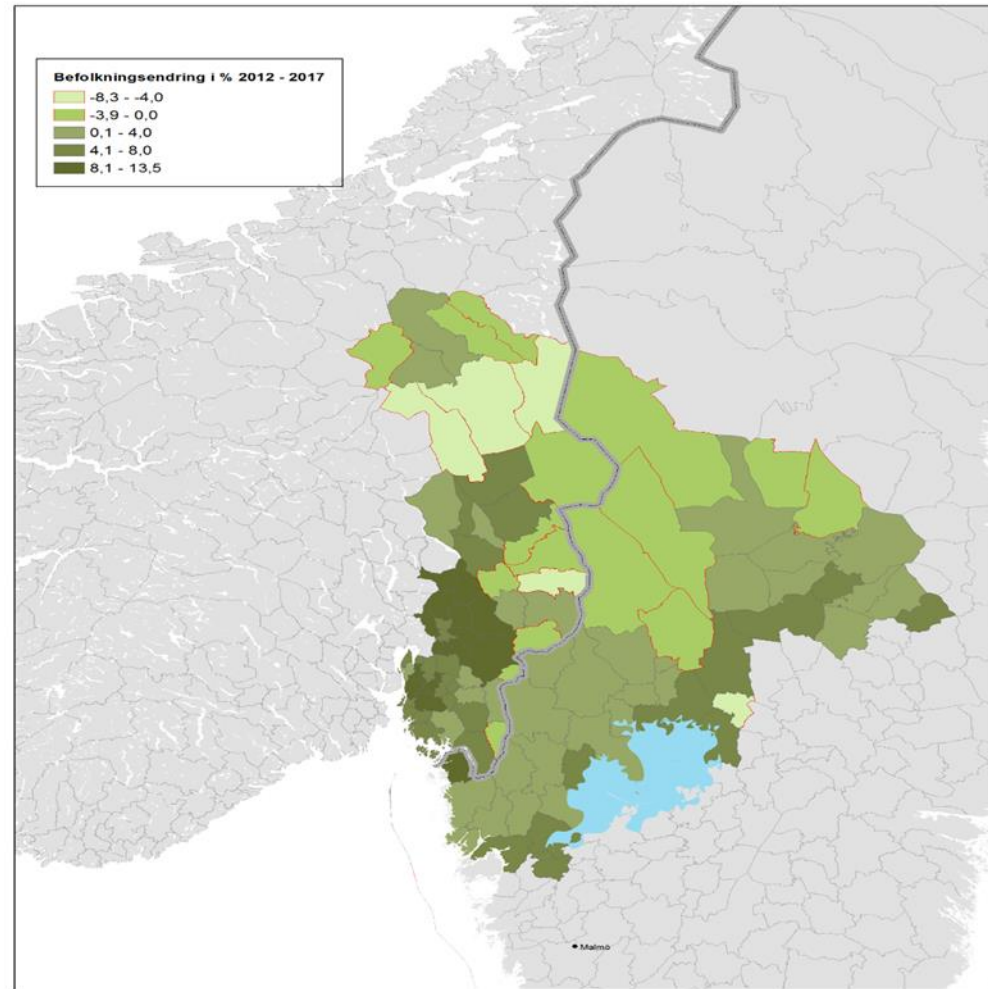 Befolkningsendring i % 2012 - 2017
-8,3 - -4,0
-3,9 - 0,0
0,1 - 4,0
4,1 - 8,0
8,1 - 13,5
Malmö